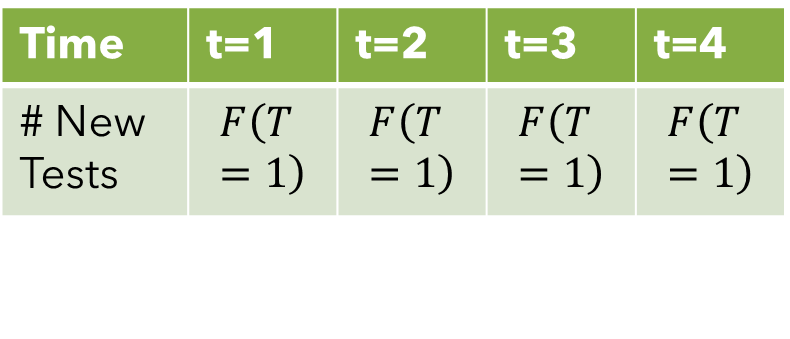 Time t=1 t=2 t=3 t=4
# New Tests F(T = 1) F(T = 1) F(T = 1) F(T = 1)